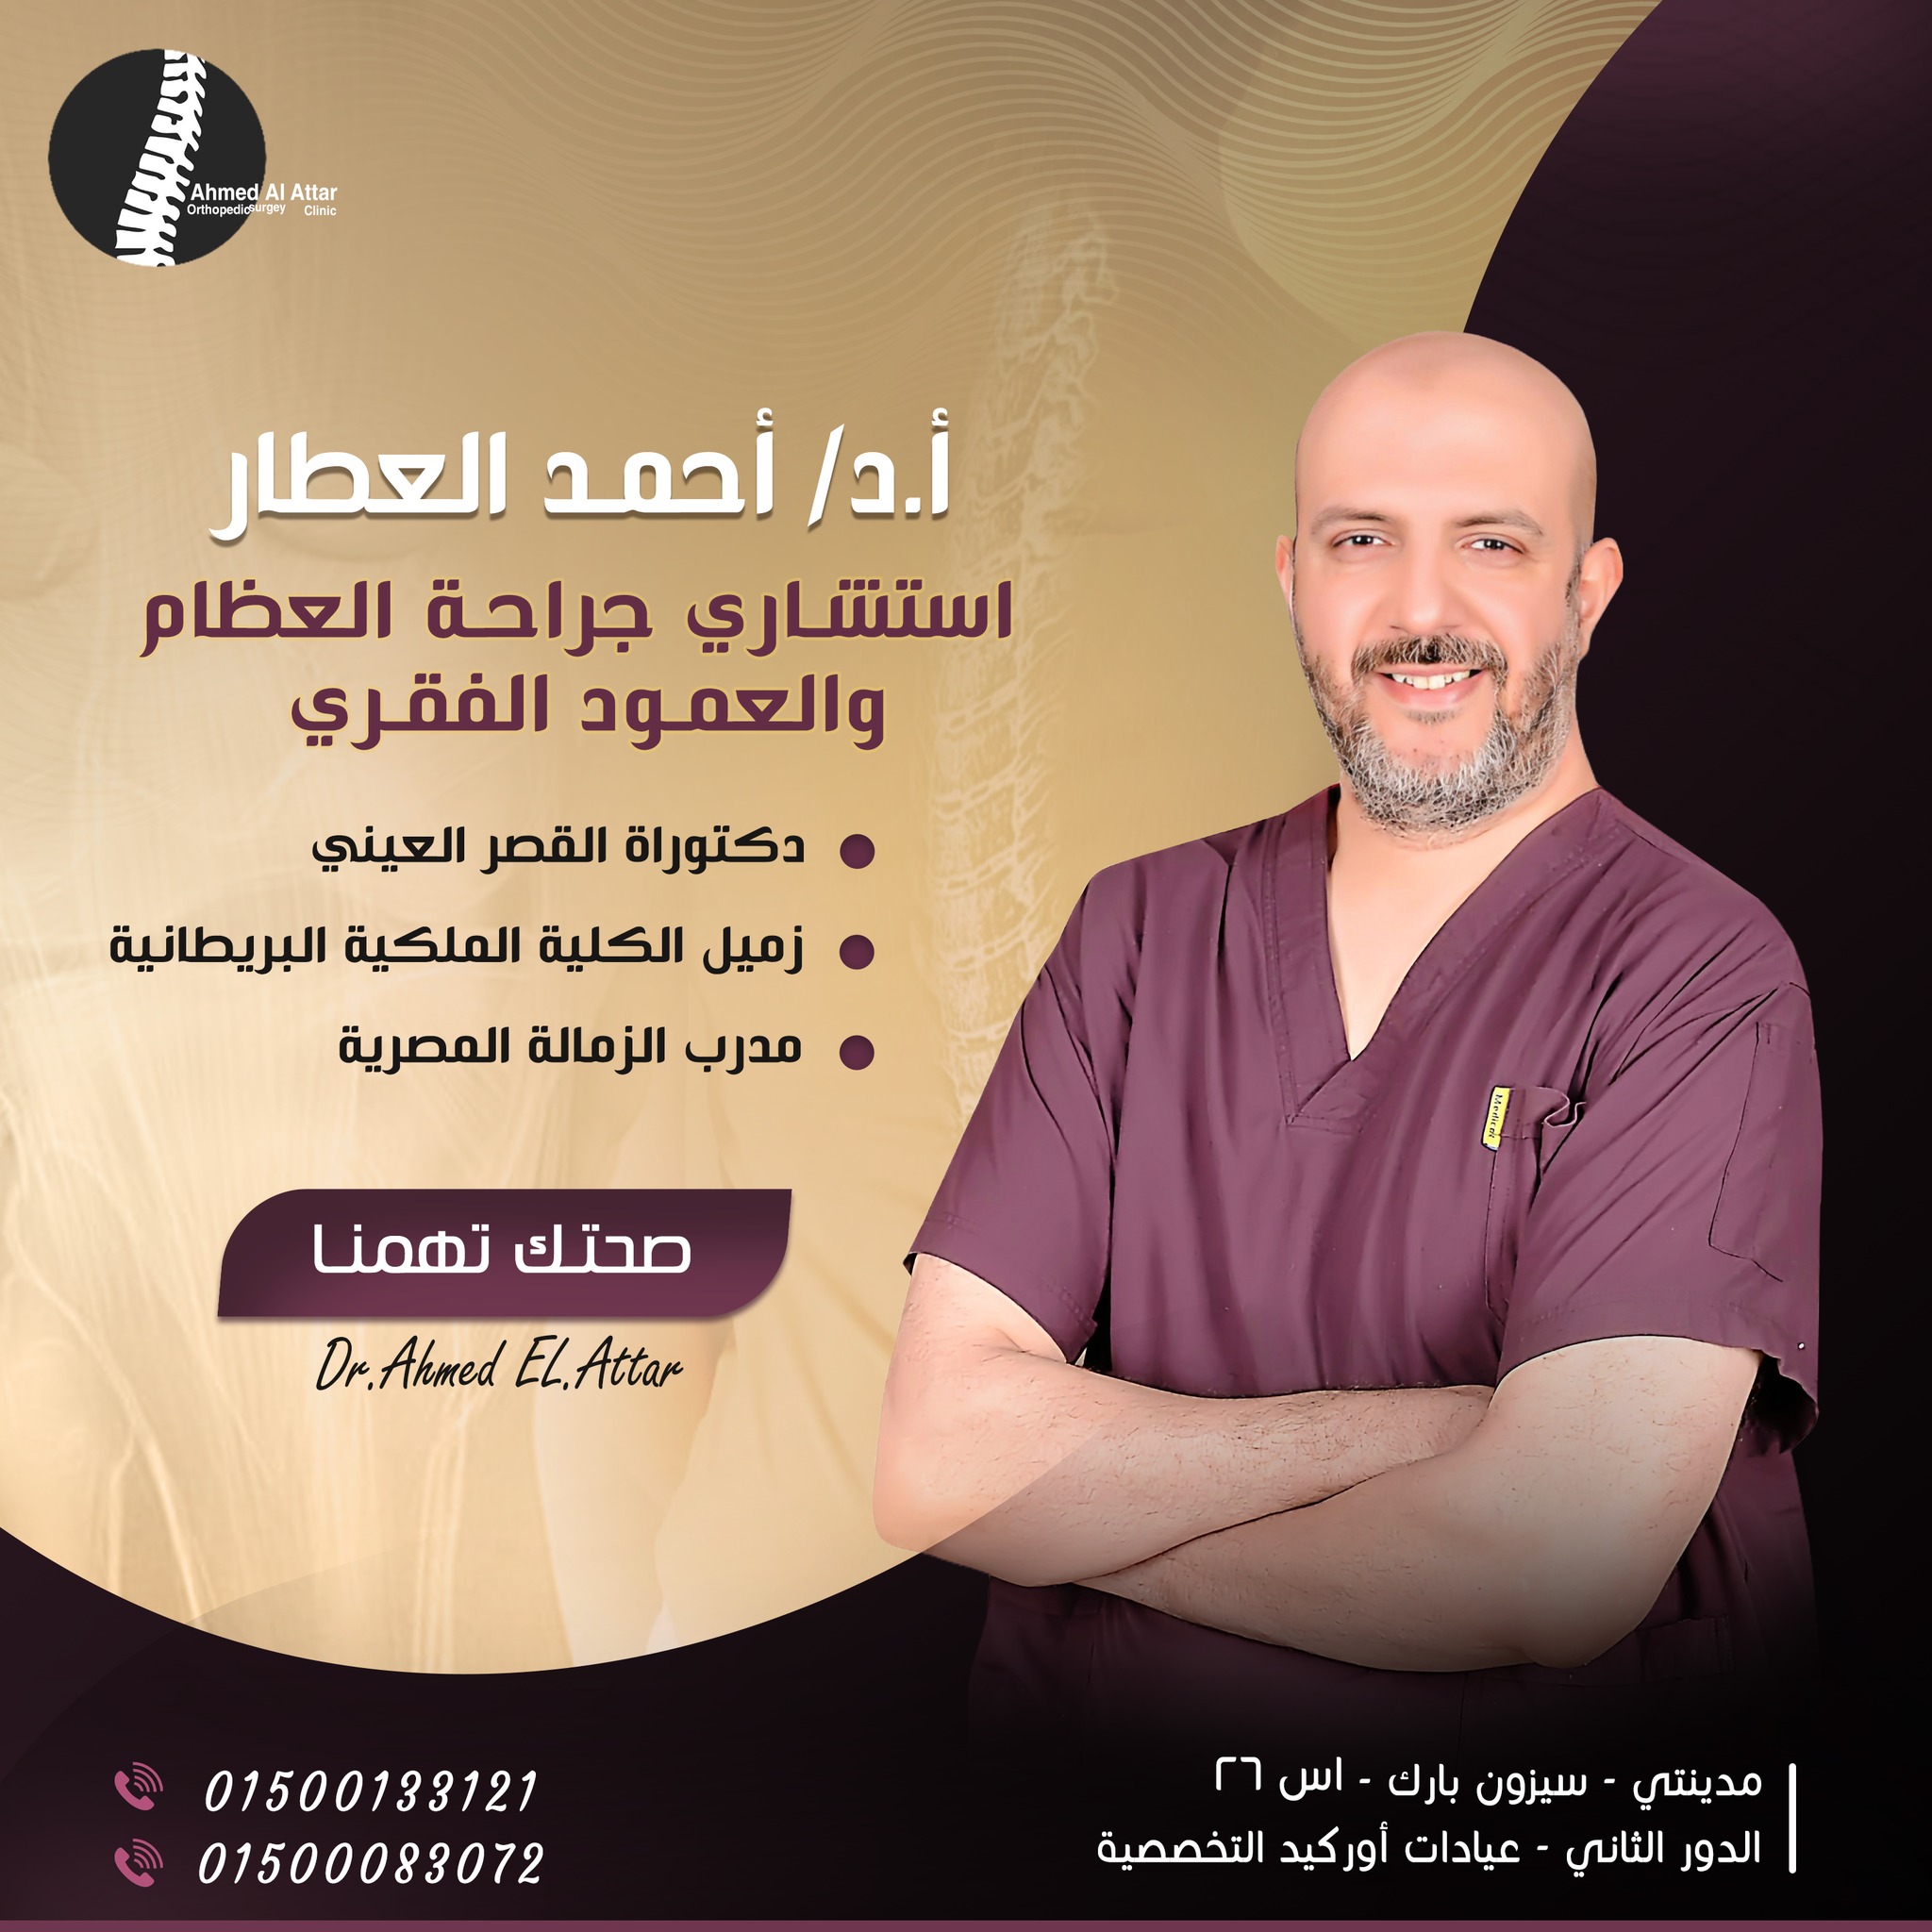 Ahmed Al Attar
Orthopedic surgey Clinic
أ.د/ أحمد العطار
استشاري جراحة العظام
والعمود الفقري
دكتوراة القصر العيني
زميل الكلية الملكية البريطانية
مدرب الزمالة المصرية
Medical
صحتك تهمنا
Dr.Ahmed EL.Attar
مدينتي - سيزون بارك - اس ٢٦
الدور الثاني - عيادات أوركيد التخصصية
01500133121
01500083072